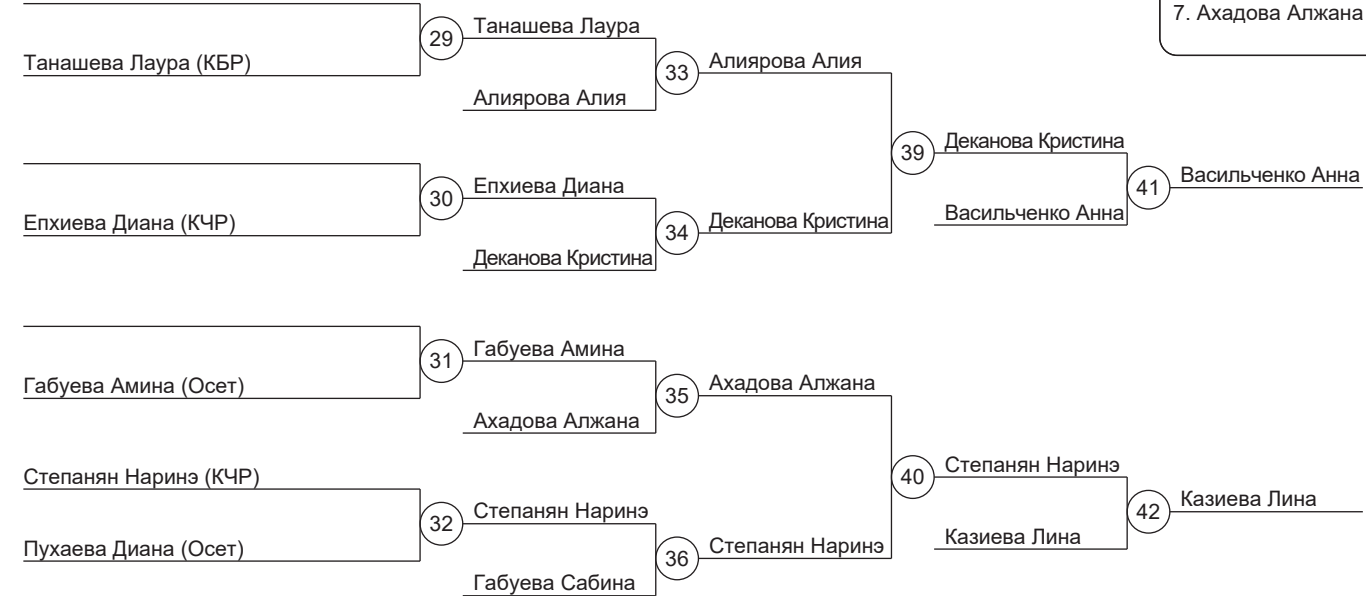 7. Ахадова Алжана
Танашева Лаура
29
Танашева Лаура (КБР)
Алиярова Алия
33
Алиярова Алия
Деканова Кристина
39
Васильченко Анна
41
Епхиева Диана
30
Епхиева Диана (КЧР)
Деканова Кристина
34
Васильченко Анна
Деканова Кристина
Габуева Амина
31
Габуева Амина (Осет)
Ахадова Алжана
35
Ахадова Алжана
Степанян Наринэ (КЧР)
Степанян Наринэ
40
Казиева Лина
42
Степанян Наринэ
32
Пухаева Диана (Осет)
Степанян Наринэ
36
Казиева Лина
Габуева Сабина